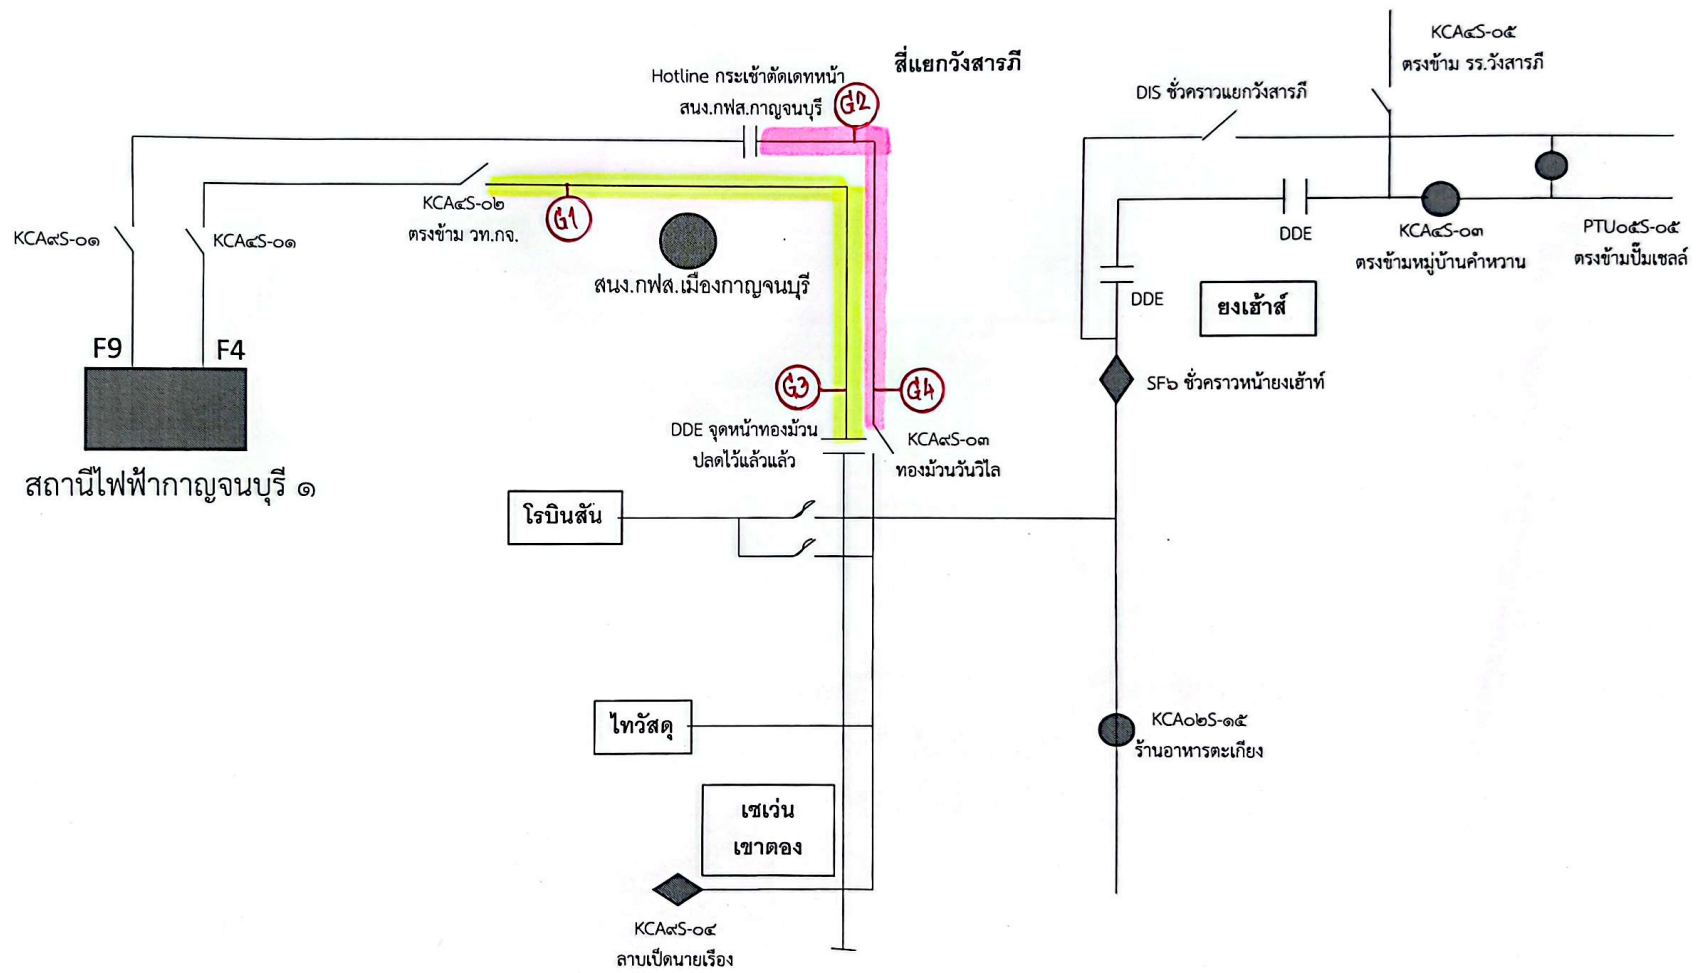 KCA๔S-๐๕
สี่แยกวังสารภี
ตรงข้าม รร.วังสารภี
Hotline กระเช้าตัดเดทหน้า
สนง.กฟส.กาญจนบุรี
G2
DIS ชั่วคราวแยกวังสารภี
KCA๔S-๐๒
ตรงข้าม วท.กจ.
G1
KCA๙S-๐๑
KCA๔S-๐๑
DDE
KCA๔S-๐๓
ตรงข้ามหมู่บ้านคำหวาน
PTU๐๕S-๐๕
ตรงข้ามปั๊มเชลล์
สนง.กฟส.เมืองกาญจนบุรี
DDE
ยงเฮ้าส์
F9
F4
G3
G4
SF๖ ชั่วคราวหน้ายงเฮ้าท์
DDE จุดหน้าทองม้วน
ปลดไว้แล้วแล้ว
KCA๙S-๐๓
ทองม้วนวันวิไล
สถานีไฟฟ้ากาญจนบุรี ๑
โรบินสัน
ไทวัสดุ
KCA๐๒S-๑๕
ร้านอาหารตะเกียง
เซเว่น
เขาตอง
KCA๙S-๐๔
ลาบเป็ดนายเรือง